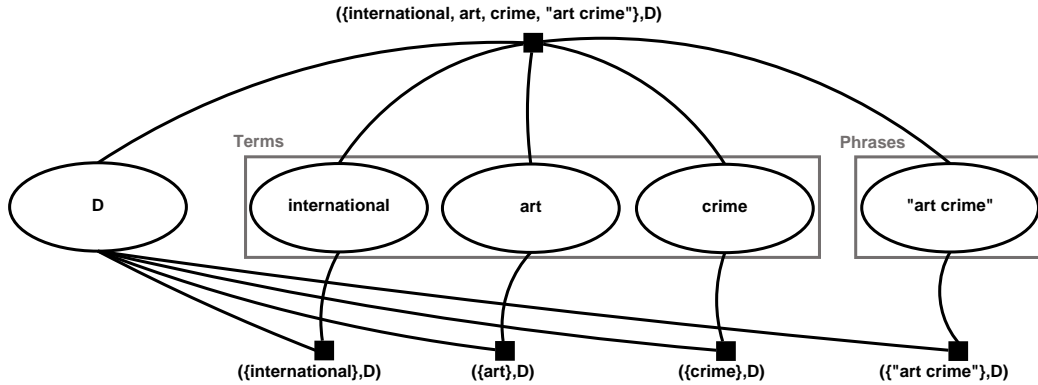 ({international, art, crime, "art crime"},D)
Terms
Phrases
D
international
art
crime
"art crime"
({international},D)
({art},D)
({crime},D)
({"art crime"},D)